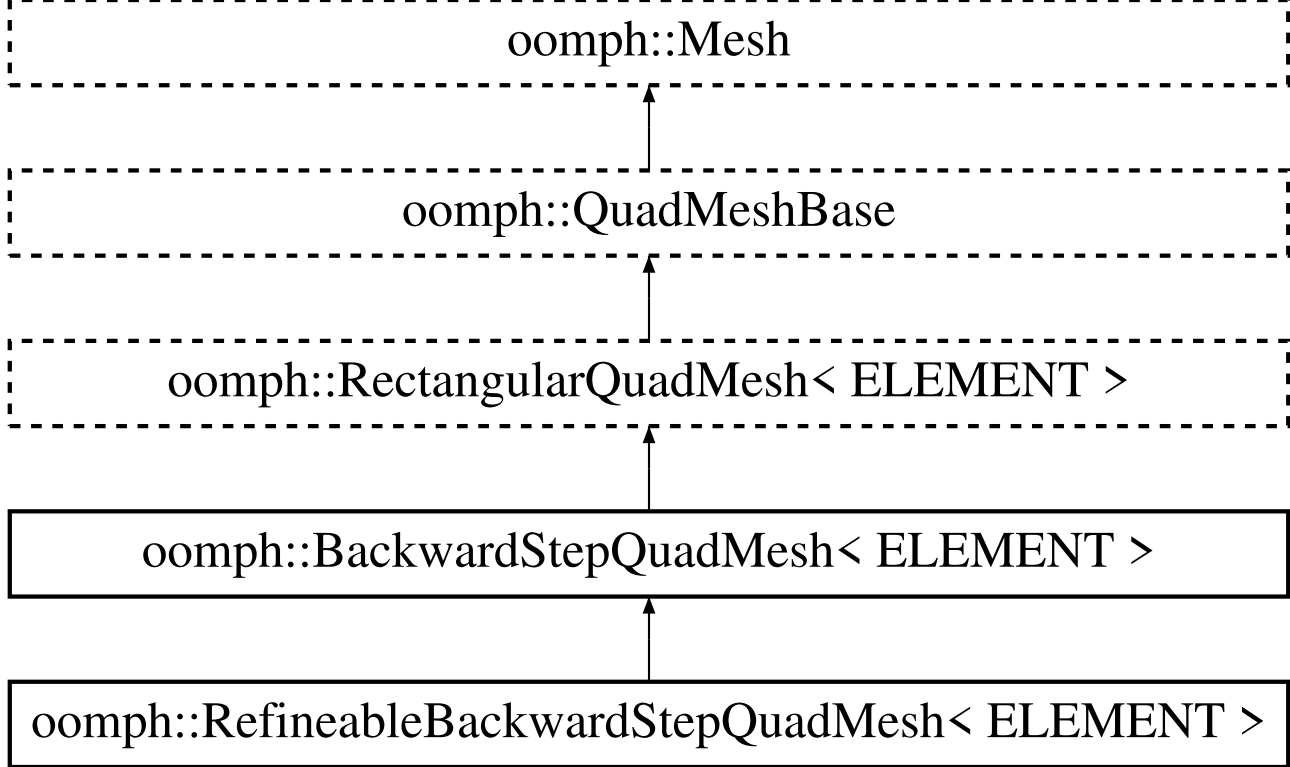 oomph::Mesh
oomph::QuadMeshBase
oomph::RectangularQuadMesh< ELEMENT >
oomph::BackwardStepQuadMesh< ELEMENT >
oomph::RefineableBackwardStepQuadMesh< ELEMENT >